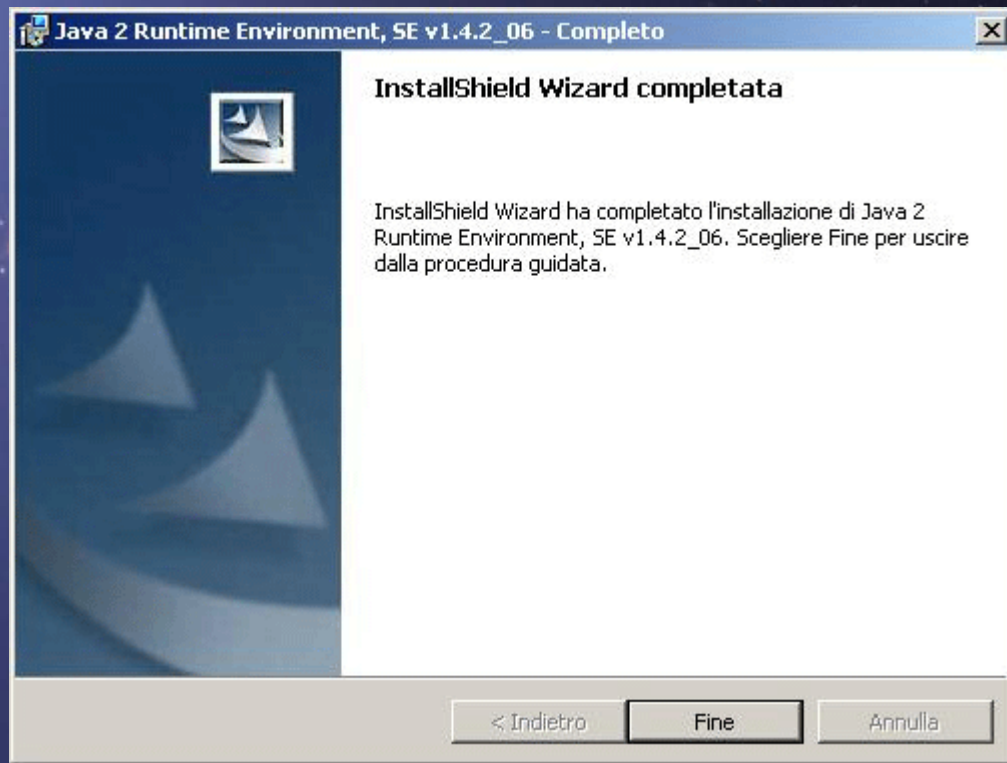 Java 2 Runtime Environment, SE v1.4.2_06 - Completo
InstallShield Wizard completata
InstallShield Wizard ha completato l'installazione di Java 2
Runtime Environment, SE v1.4.2_06. Scegliere Fine per uscire
dalla procedura guidata.
< Indietro
Fine
Annulla